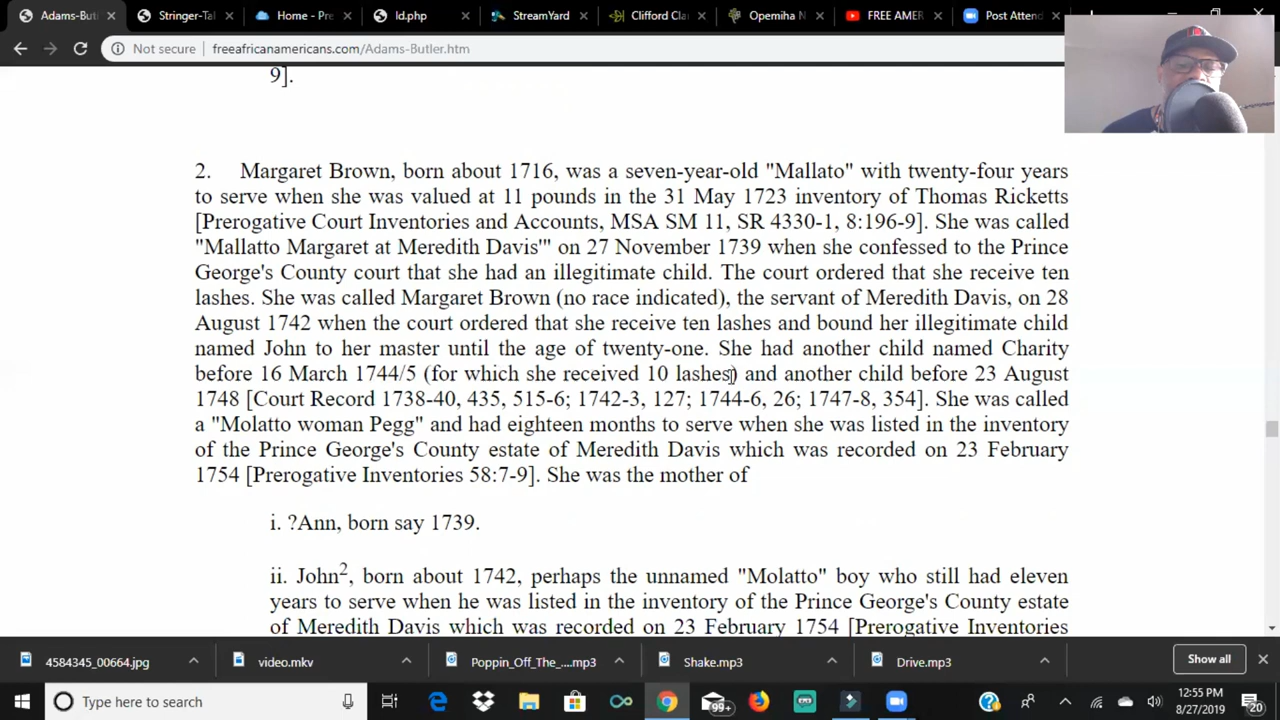 Adams-Butl
Stringer-Tal
Home - Pre
ld.php
StreamYard
Clifford Cla
Opemiha N
FREE AMER
Post Attend
Not secure
freeafricanamericans.com/Adams-Butler.htm
9].
2. Margaret Brown, born about 1716, was a seven-year-old "Mallato" with twenty-four years
to serve when she was valued at 11 pounds in the 31 May 1723 inventory of Thomas Ricketts
[Prerogative Court Inventories and Accounts, MSA SM 11, SR 4330-1, 8:196-9]. She was called
"Mallatto Margaret at Meredith Davis'" on 27 November 1739 when she confessed to the Prince
George's County court that she had an illegitimate child. The court ordered that she receive ten
lashes. She was called Margaret Brown (no race indicated), the servant of Meredith Davis, on 28
August 1742 when the court ordered that she receive ten lashes and bound her illegitimate child
named John to her master until the age of twenty-one. She had another child named Charity
before 16 March 1744/5 (for which she received 10 lashes) and another child before 23 August
1748 [Court Record 1738-40, 435, 515-6; 1742-3, 127; 1744-6, 26; 1747-8, 354]. She was called
a "Molatto woman Pegg" and had eighteen months to serve when she was listed in the inventory
of the Prince George's County estate of Meredith Davis which was recorded on 23 February
1754 [Prerogative Inventories 58:7-9]. She was the mother of
i. ?Ann, born say 1739.
ii. John2, born about 1742, perhaps the unnamed "Molatto" boy who still had eleven
years to serve when he was listed in the inventory of the Prince George's County estate
of Meredith Davis which was recorded on 23 February 1754 [Prerogative Inventories
4584345_00664.jpg
video.mkv
Poppin_Off_The_....mp3
Shake.mp3
Drive.mp3
Show all
Type here to search
99+
12:55 PM
8/27/2019
20